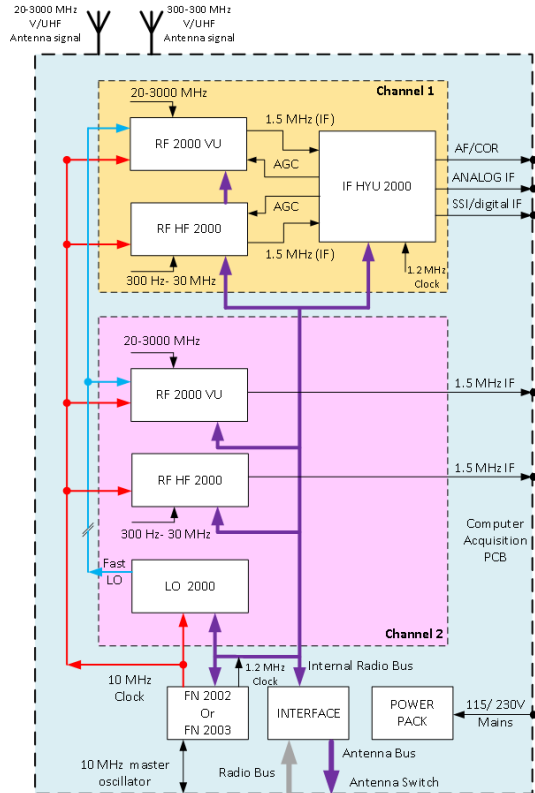 20-3000 MHz
V/UHF
Antenna signal
300-300 MHz
V/UHF
Antenna signal
Channel 1
20-3000 MHz
RF 2000 VU
1.5 MHz (IF)
AGC
IF HYU 2000
AF/COR
ANALOG IF
SSI/digital IF
AGC
RF HF 2000
1.5 MHz (IF)
300 Hz- 30 MHz
1.2 MHz
Clock
20-3000 MHz
RF 2000 VU
1.5 MHz IF
RF HF 2000
1.5 MHz IF
300 Hz- 30 MHz
Computer
Acquisition
PCB
Fast
LO
LO 2000
Channel 2
10 MHz
Clock
1.2 MHz
Clock
Internal Radio Bus
FN 2002
Or
FN 2003
INTERFACE
POWER
PACK
115/ 230V
Mains
10 MHz master
oscillator
Radio Bus
Antenna Bus
Antenna Switch